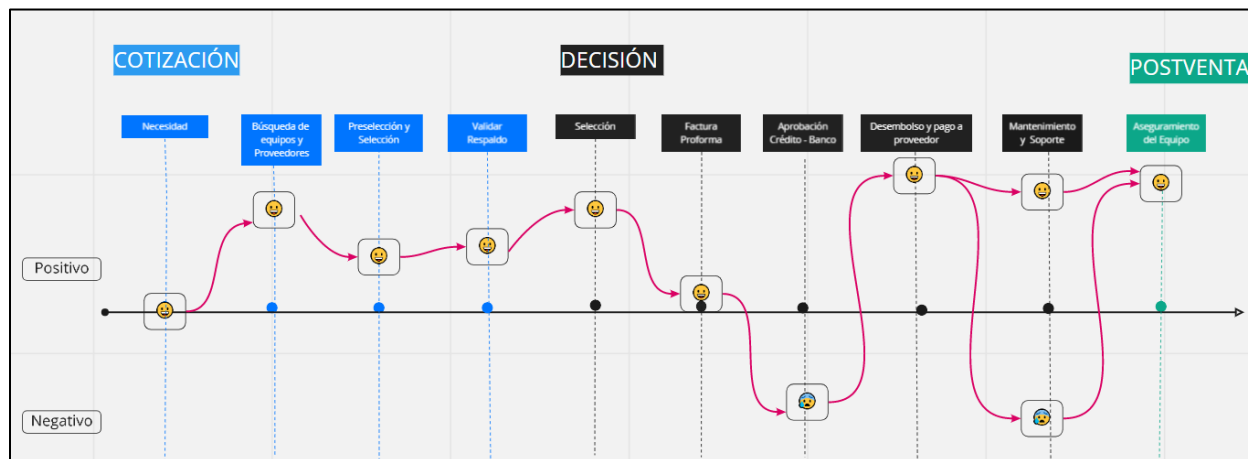 COTIZACIÓN
DECISIÓN
POSTVENTA
Necesidad
Búsqueda de
equipos y
Proveedores
Preselección y
Selección
Validar
Respaldo
Selección
Factura
Proforma
Aprobación
Crédito - Banco
Desembolso y pago a
proveedor
Mantenimiento
y Soporte
Aseguramiento
del Equipo
Positivo
Negativo